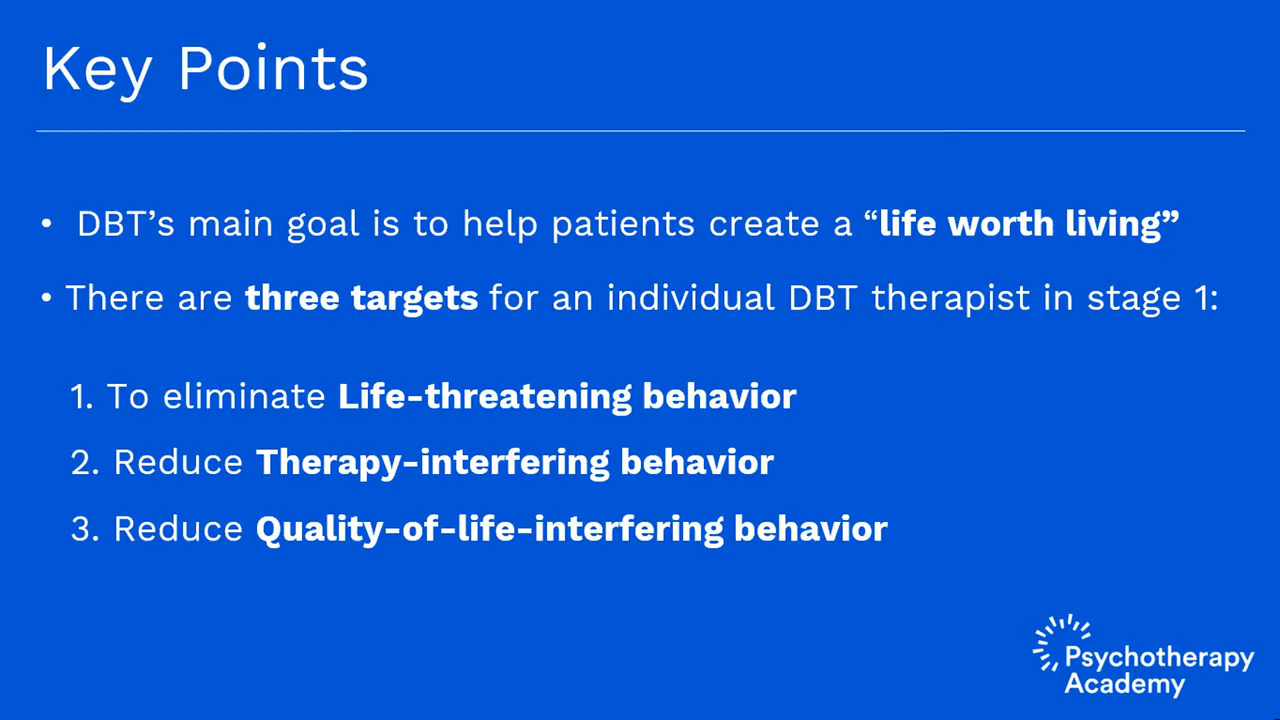 Key Points
• DBT’s main goal is to help patients create a “life worth living”
• There are three targets for an individual DBT therapist in stage 1:
1. To eliminate Life-threatening behavior
2. Reduce Therapy-interfering behavior
3. Reduce Quality-of-life-interfering behavior
Psychotherapy
Academy